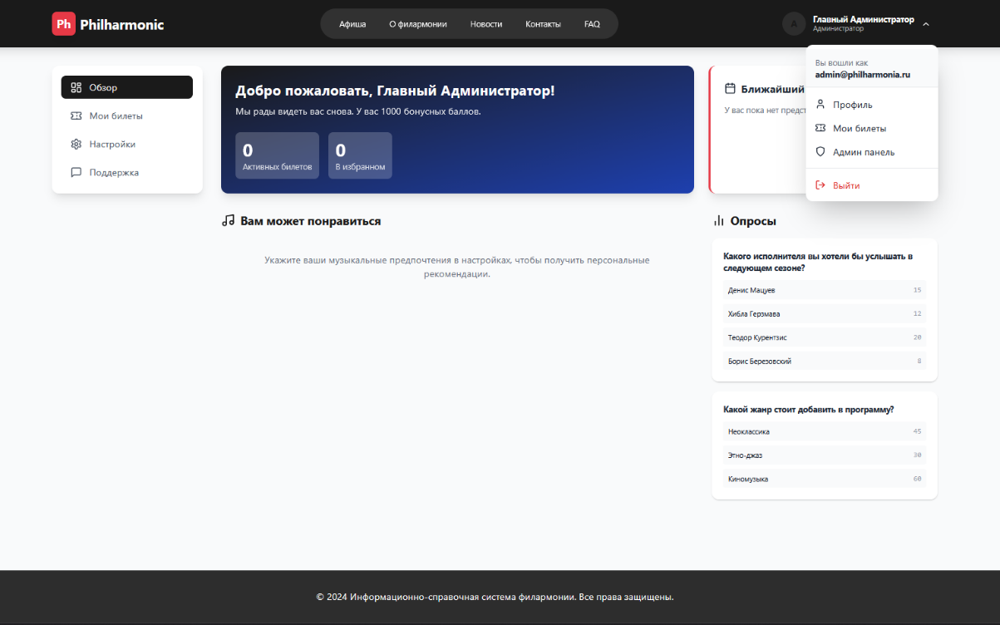 Ph Philharmonic
Афиша
О филармонии
Новости
Контакты
FAQ
А
Главный Администратор
Администратор
Вы вошли как
admin@philharmonia.ru
Профиль
Мои билеты
Админ панель
Выйти
Обзор
Мои билеты
Настройки
Поддержка
Добро пожаловать, Главный Администратор!
Мы рады видеть вас снова. У вас 1000 бонусных баллов.
0
Активных билетов
0
В избранном
Ближайший
У вас пока нет предст
Вам может понравиться
Укажите ваши музыкальные предпочтения в настройках, чтобы получить персональные
рекомендации.
Опросы
Какого исполнителя вы хотели бы услышать в
следующем сезоне?
Денис Мацуев 15
Хибла Герзмава 12
Теодор Курентзис 20
Борис Березовский 8
Какой жанр стоит добавить в программу?
Неоклассика 45
Этно-джаз 30
Киномузыка 60
© 2024 Информационно-справочная система филармонии. Все права защищены.